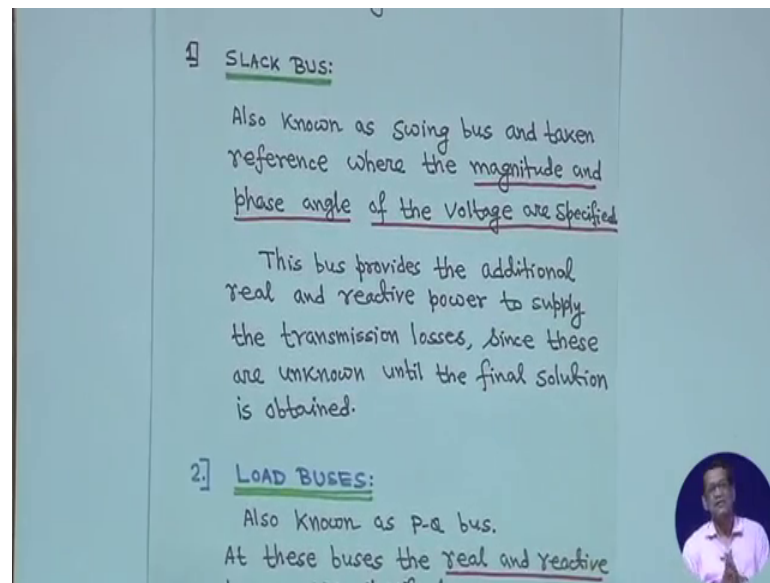 1] SLACK BUS:
Also known as swing bus and taken
reference where the magnitude and
phase angle of the voltage are specified
This bus provides the additional
real and reactive power to supply
the transmission losses, since these
are unknown until the final solution
is obtained.
2.] LOAD BUSES:
Also known as P-Q bus.
At these buses the real and reactive